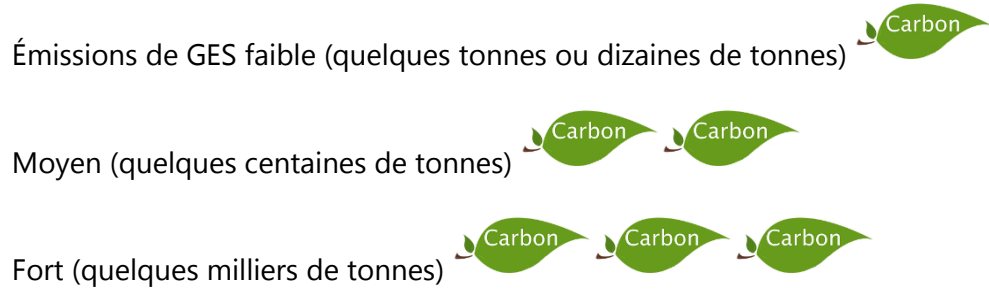 Émissions de GES faible (quelques tonnes ou dizaines de tonnes) Carbon
Moyen (quelques centaines de tonnes) Carbon Carbon
Fort (quelques milliers de tonnes) Carbon Carbon Carbon